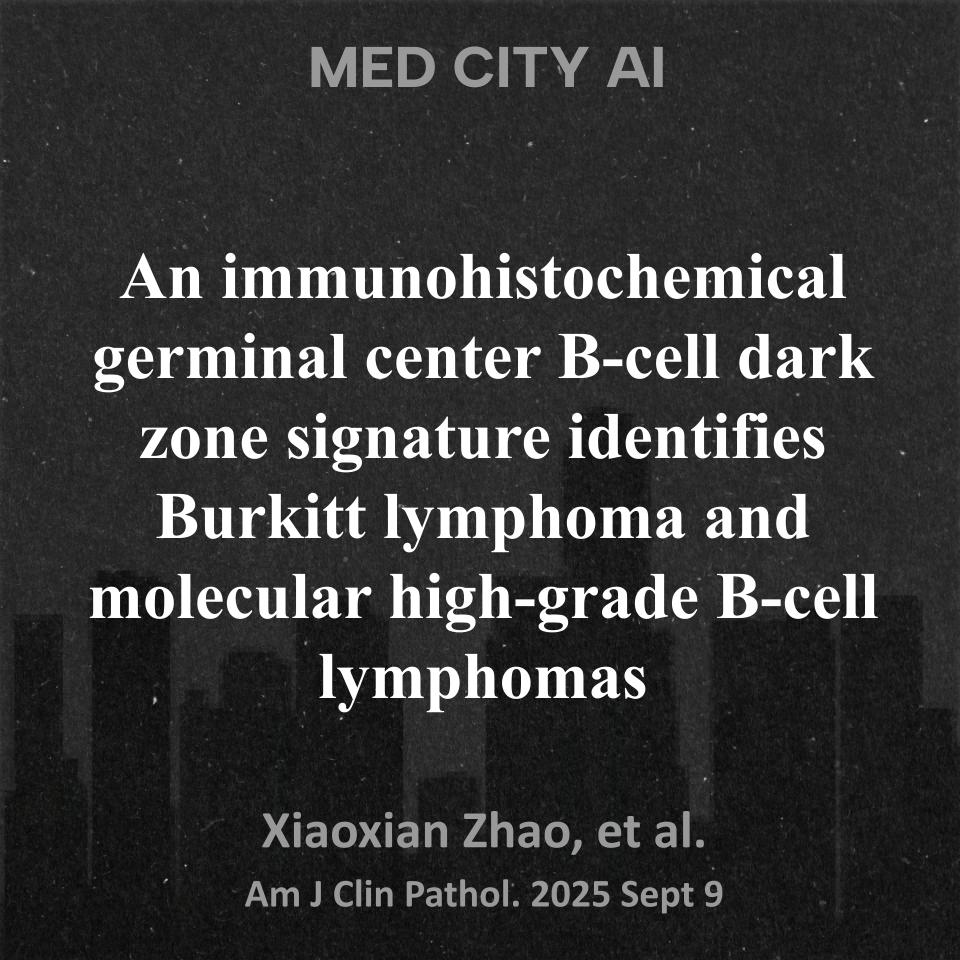 MED CITY AI
An immunohistochemical
germinal center B-cell dark
zone signature identifies
Burkitt lymphoma and
molecular high-grade B-cell
lymphomas
Xiaoxian Zhao, et al.
Am J Clin Pathol. 2025 Sept 9